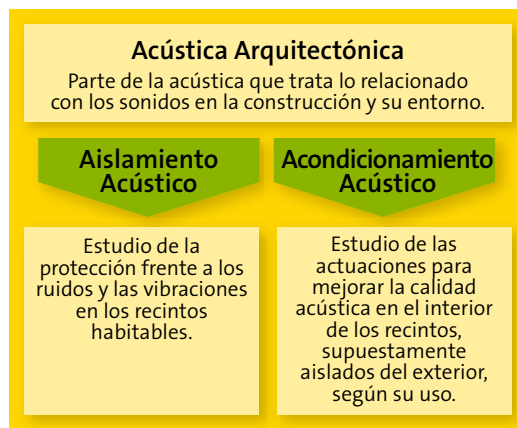 Acústica Arquitectónica
Parte de la acústica que trata lo relacionado
con los sonidos en la construcción y su entorno.
Aislamiento
Acústico
Acondicionamiento
Acústico
Estudio de la
protección frente a los
ruidos y las vibraciones
en los recintos
habitables.
Estudio de las
actuaciones para
mejorar la calidad
acústica en el interior
de los recintos,
supuestamente
aislados del exterior,
según su uso.